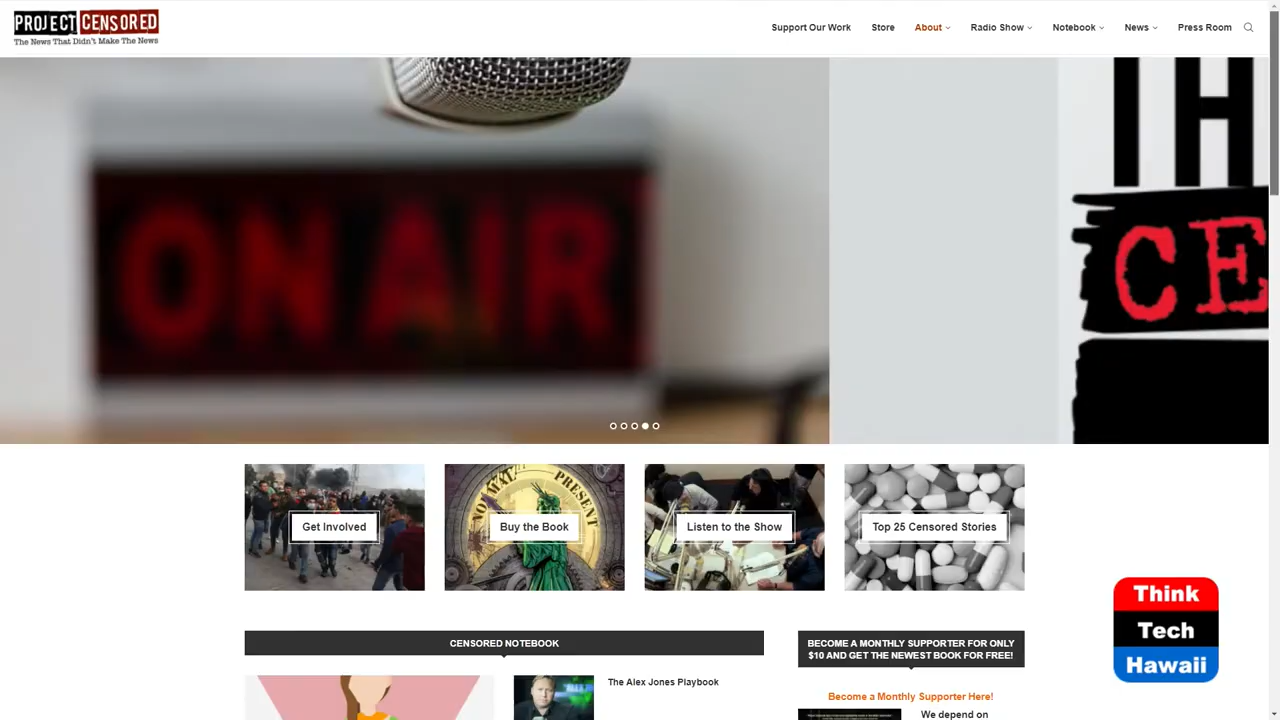 PROJECT CENSORED
The News That Didn't Make The News
Support Our Work
Store
About
Radio Show
Notebook
News
Press Room
ON AIR
TH
CE
NORMAL PRESENT
Get Involved
Buy the Book
Listen to the Show
Top 25 Censored Stories
CENSORED NOTEBOOK
BECOME A MONTHLY SUPPORTER FOR ONLY
$10 AND GET THE NEWEST BOOK FOR FREE!
The Alex Jones Playbook
Become a Monthly Supporter Here!
We depend on
Think
Tech
Hawaii